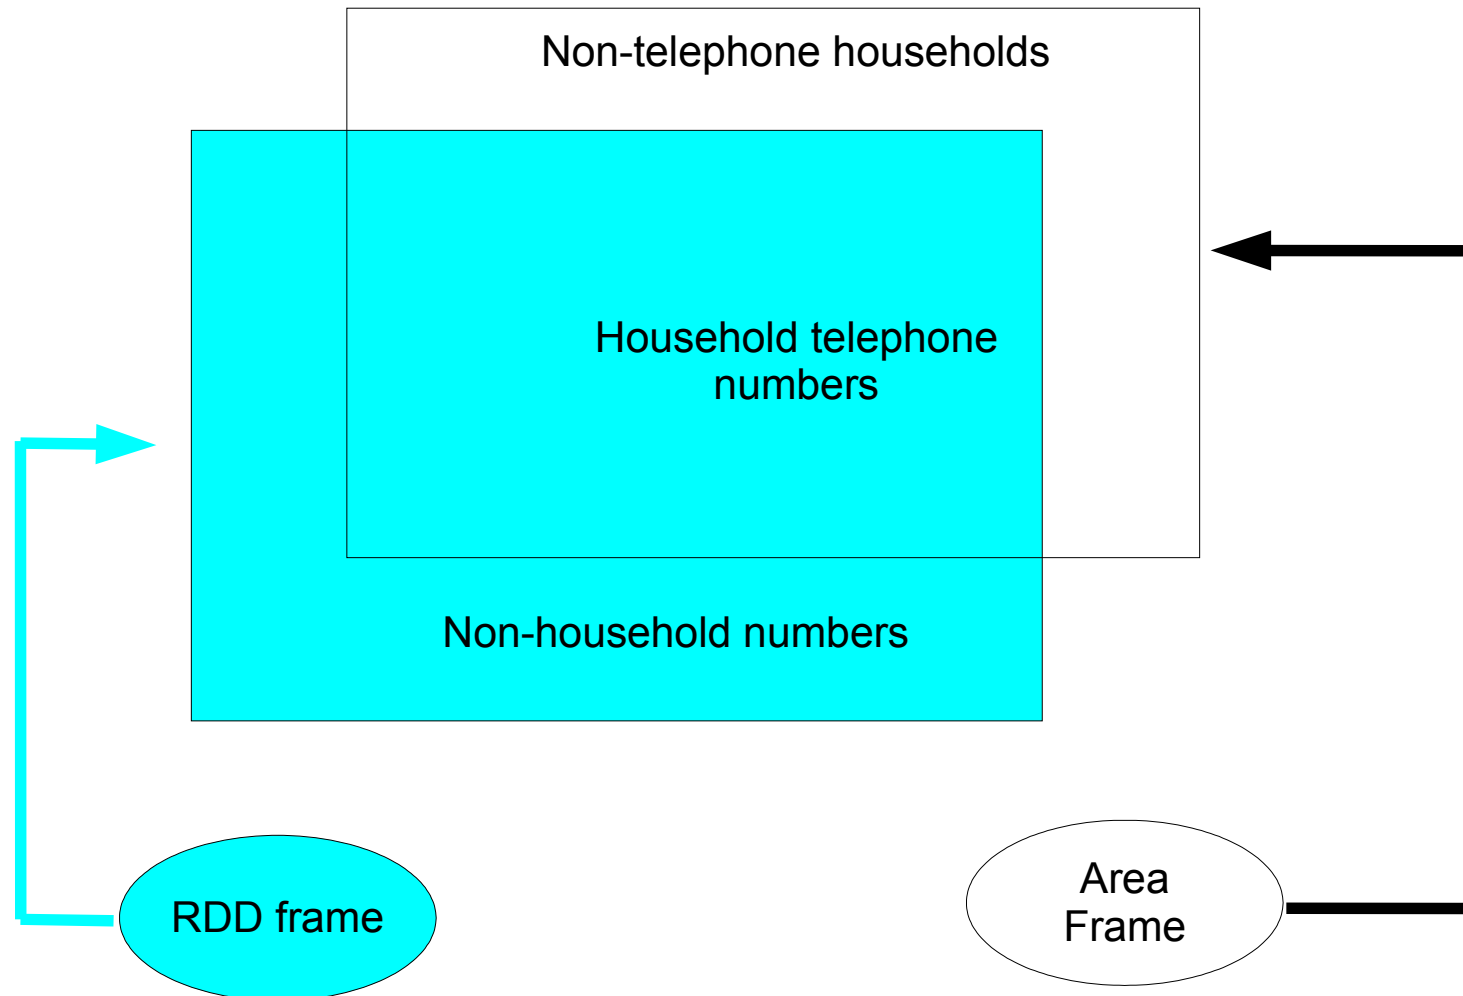 Non-telephone households
Household telephone
numbers
Non-household numbers
RDD frame
Area
Frame